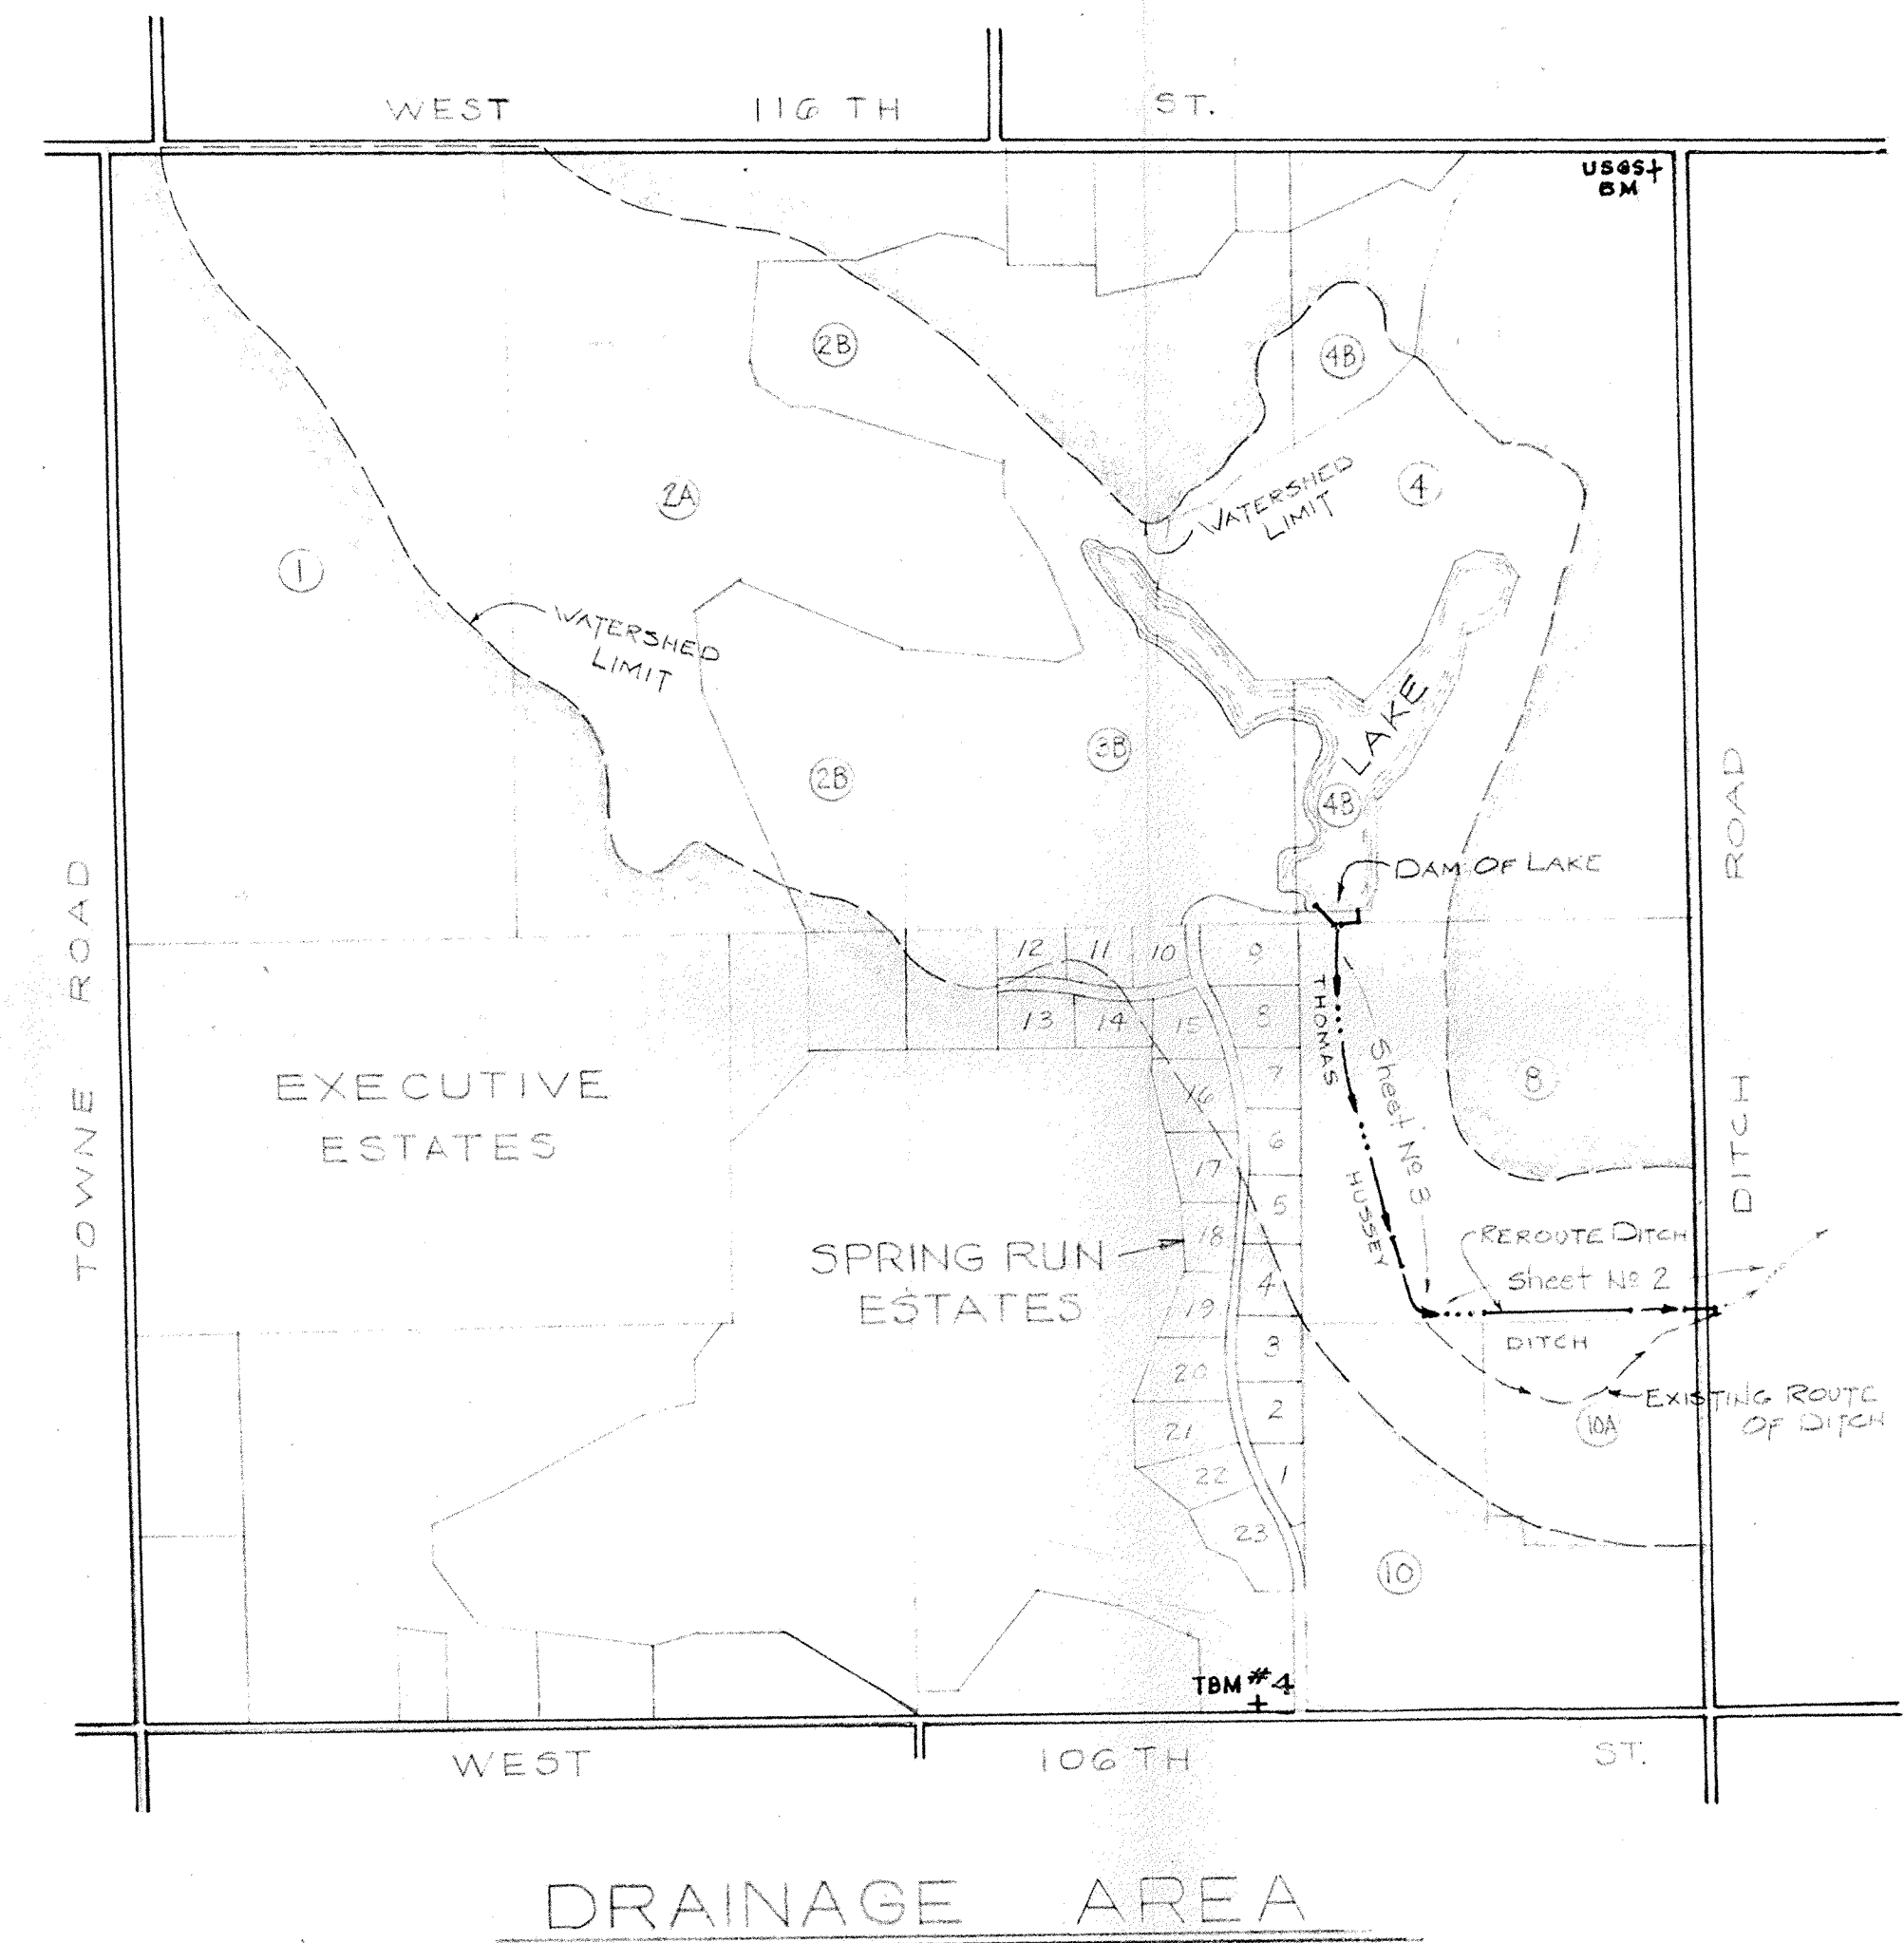 WEST 116 TH ST.
USGS
BM
2B
4B
WATERSHED
LIMIT
4
2A
1
WATERSHED
LIMIT
LAKE
3B
2B
4B
DAM OF LAKE
TOWNE ROAD
DITCH ROAD
12
11
10
9
13
14
15
8
THOMAS
Sheet No 3
8
EXECUTIVE
ESTATES
7
16
6
17
HUSSEY
5
18
REROUTE DITCH
Sheet No 2
SPRING RUN
ESTATES
4
19
DITCH
3
20
EXISTING ROUTE
OF DITCH
10A
2
21
22
1
23
10
TBM #4
WEST 106 TH ST.
DRAINAGE AREA